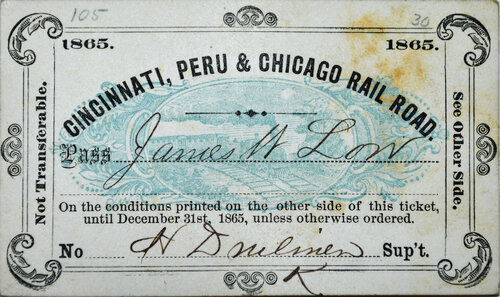 105 30
1865. 1865.
CINCINNATI, PERU & CHICAGO RAIL ROAD.
Not Transferable.
See Other Side.
Pass James W Low
On the conditions printed on the other side of this ticket,
until December 31st, 1865, unless otherwise ordered.
No Sup't.
K